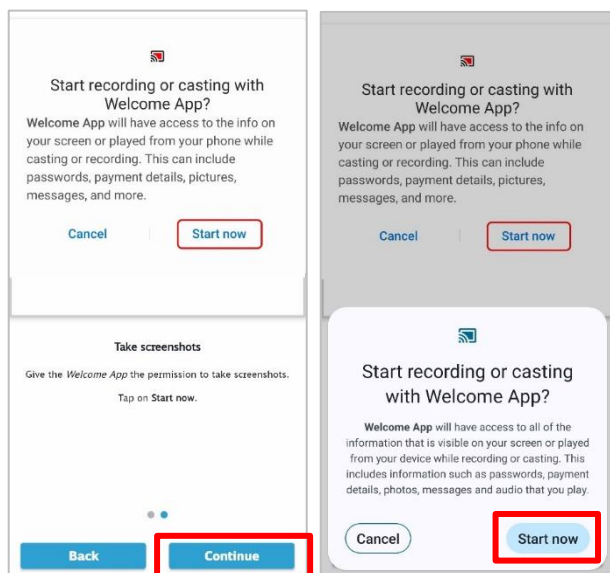 Start recording or casting with
Welcome App?
Welcome App will have access to the info on
your screen or played from your phone while
casting or recording. This can include
passwords, payment details, pictures,
messages, and more.
Cancel
Start now
Take screenshots
Give the Welcome App the permission to take screenshots.
Tap on Start now.
Back
Continue
Start recording or casting with
Welcome App?
Welcome App will have access to the info on
your screen or played from your phone while
casting or recording. This can include
passwords, payment details, pictures,
messages, and more.
Cancel
Start now
Start recording or casting
with Welcome App?
Welcome App will have access to all of the
information that is visible on your screen or played
from your device while recording or casting. This
includes information such as passwords, payment
details, photos, messages and audio that you play.
Cancel
Start now